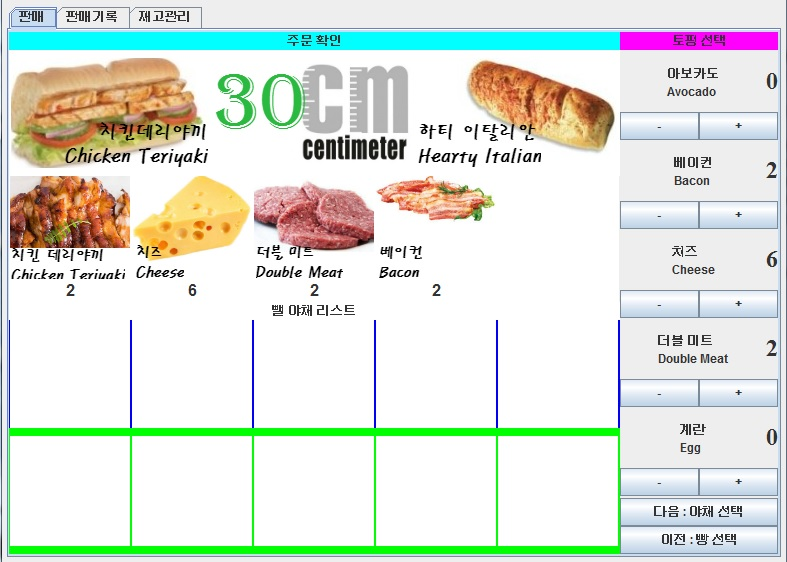 판매 판매기록 재고관리
주문 확인
토핑 선택
30cm
centimeter
치킨데리야끼
Chicken Teriyaki
하티 이탈리안
Hearty Italian
치킨 데리야끼
Chicken Teriyaki
2
치즈
Cheese
6
더블 미트
Double Meat
2
베이컨
Bacon
2
뺄 야채 리스트
아보카도
Avocado
0
- +
베이컨
Bacon
2
- +
치즈
Cheese
6
- +
더블 미트
Double Meat
2
- +
계란
Egg
0
- +
다음 : 야채 선택
이전 : 빵 선택